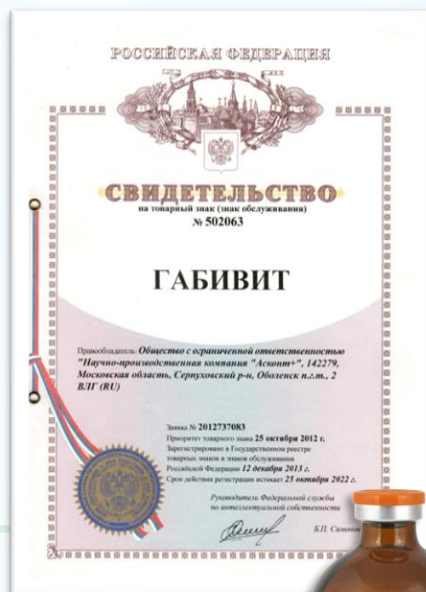 РОССИЙСКАЯ ФЕДЕРАЦИЯ
СВИДЕТЕЛЬСТВО
на товарный знак (знак обслуживания)
№ 502063
ГАБИВИТ
Правообладатель: Общество с ограниченной ответственностью
"Научно-производственная компания "Асконт+", 142279,
Московская область, Серпуховский р-н, Оболенск п.г.т., 2
ВЛГ (RU)
Заявка № 2012737083
Приоритет товарного знака 25 октября 2012 г.
Зарегистрировано в Государственном реестре
товарных знаков и знаков обслуживания
Российской Федерации 12 декабря 2013 г.
Срок действия регистрации истекает 25 октября 2022 г.
Руководитель Федеральной службы
по интеллектуальной собственности
Б.П. Симонов